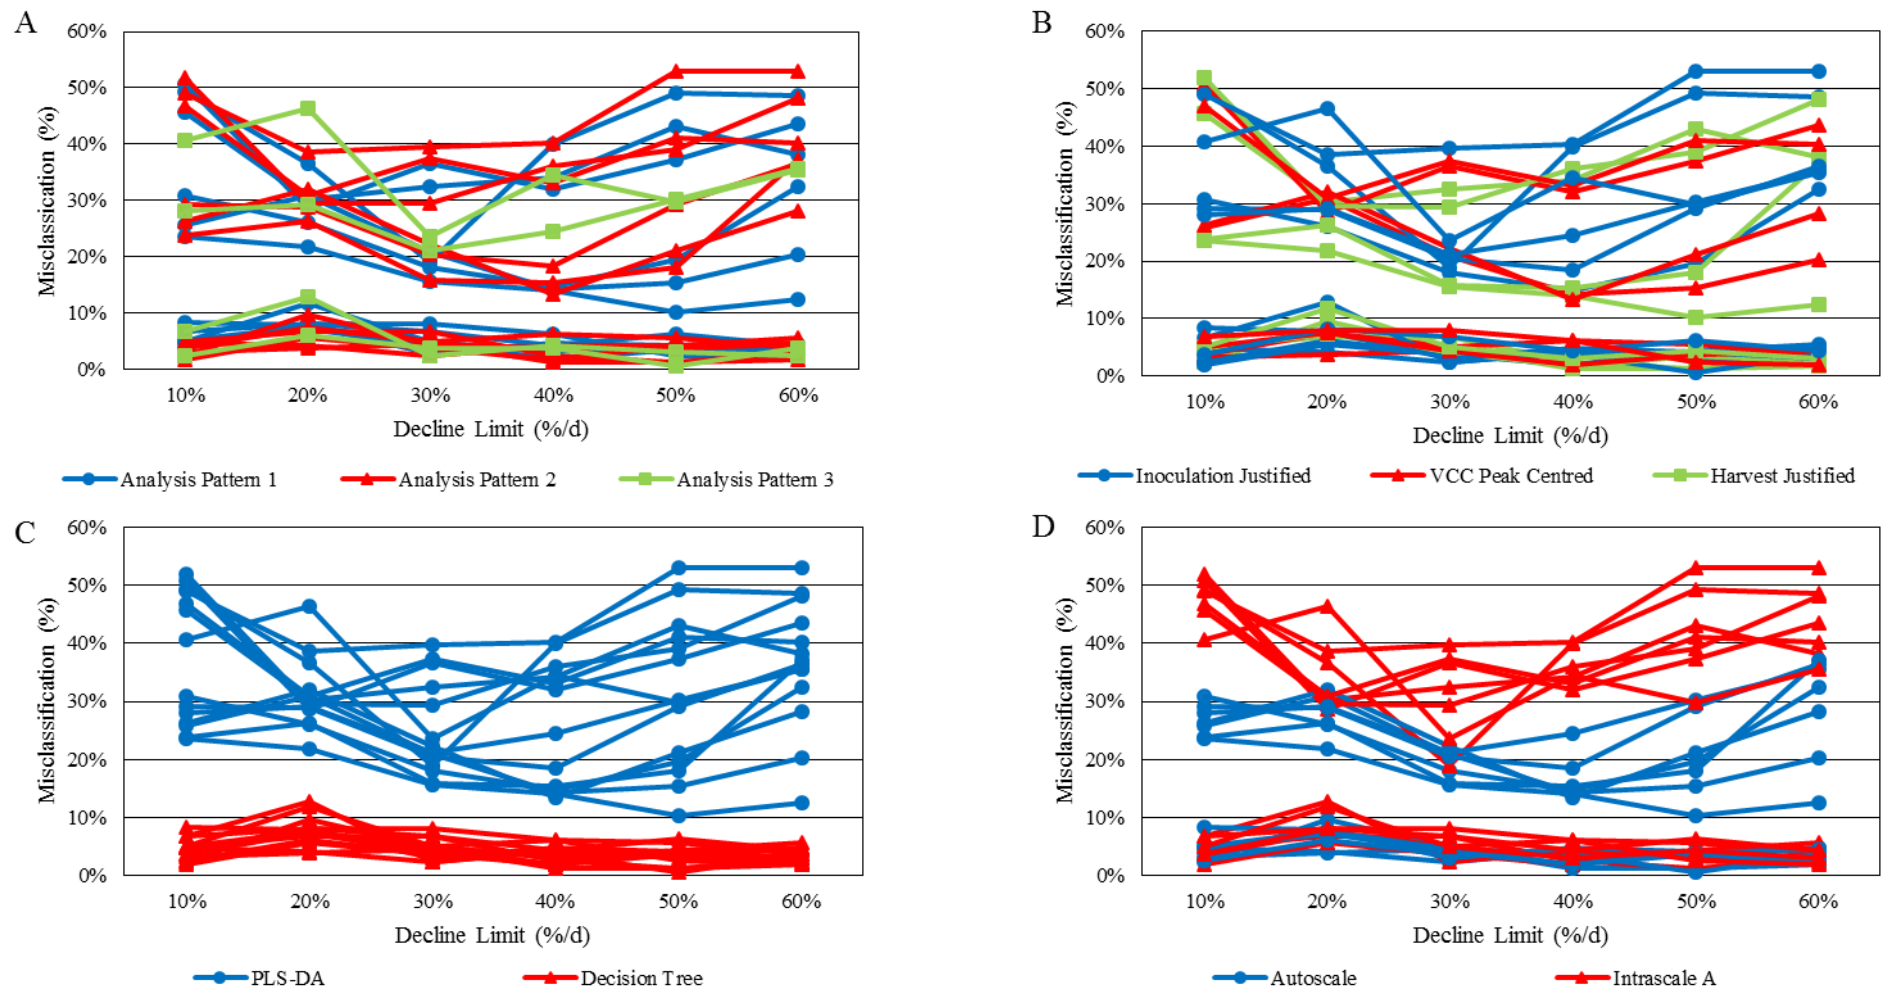 A
60%
50%
40%
30%
20%
10%
0%
Misclassication (%)
10% 20% 30% 40% 50% 60%
Decline Limit (%/d)
Analysis Pattern 1 Analysis Pattern 2 Analysis Pattern 3
B
60%
50%
40%
30%
20%
10%
0%
Misclassification (%)
10% 20% 30% 40% 50% 60%
Decline Limit (%/d)
Inoculation Justified VCC Peak Centred Harvest Justified
C
60%
50%
40%
30%
20%
10%
0%
Misclassification (%)
10% 20% 30% 40% 50% 60%
Decline Limit (%/d)
PLS-DA Decision Tree
D
60%
50%
40%
30%
20%
10%
0%
Misclassification (%)
10% 20% 30% 40% 50% 60%
Decline Limit (%/d)
Autoscale Intrascale A